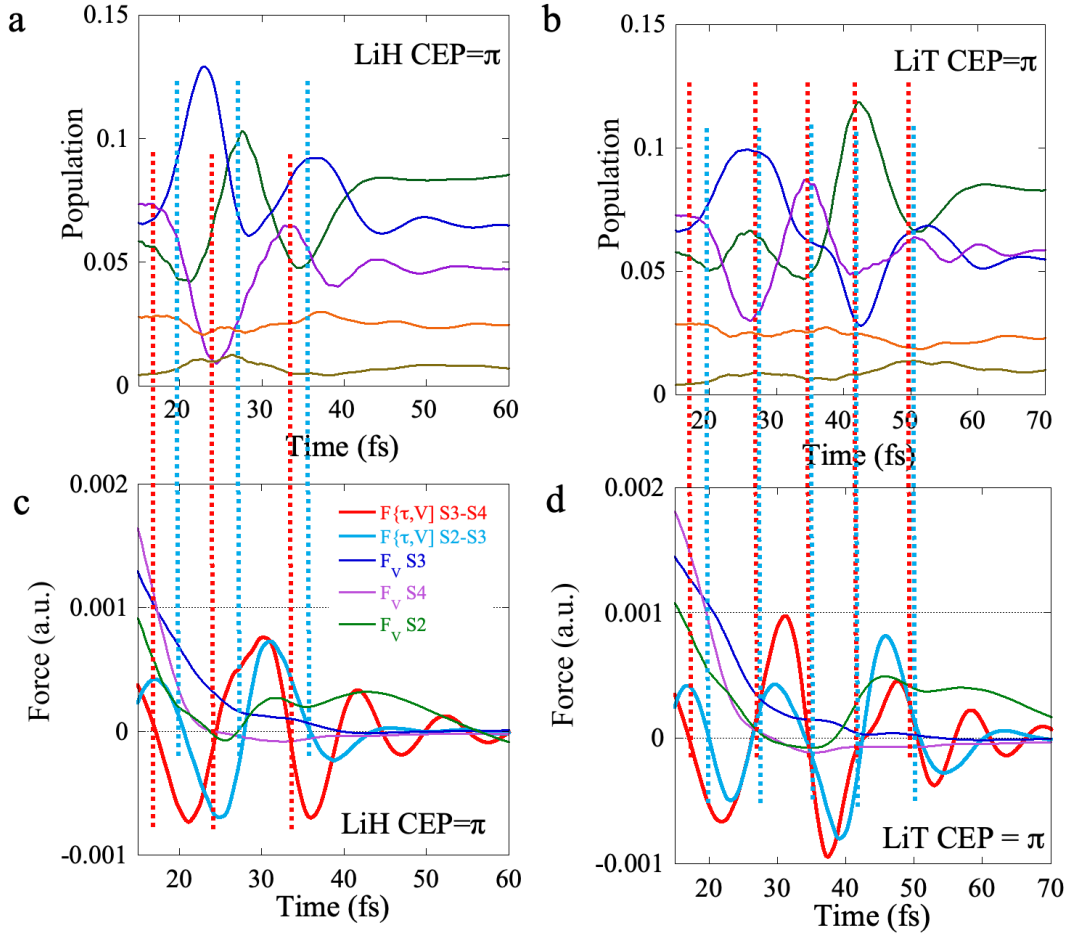 a
LiH CEP=π
Population
0.15
0.1
0.05
0
20
30
40
50
60
Time (fs)
b
LiT CEP=π
Population
0.15
0.1
0.05
0
20
30
40
50
60
70
Time (fs)
c
Force (a.u.)
0.002
0.001
0
-0.001
F{τ,V] S3-S4
F{τ,V] S2-S3
F_V S3
F_V S4
F_V S2
LiH CEP=π
20
30
40
50
60
Time (fs)
d
Force (a.u.)
0.002
0.001
0
-0.001
LiT CEP = π
20
30
40
50
60
70
Time (fs)